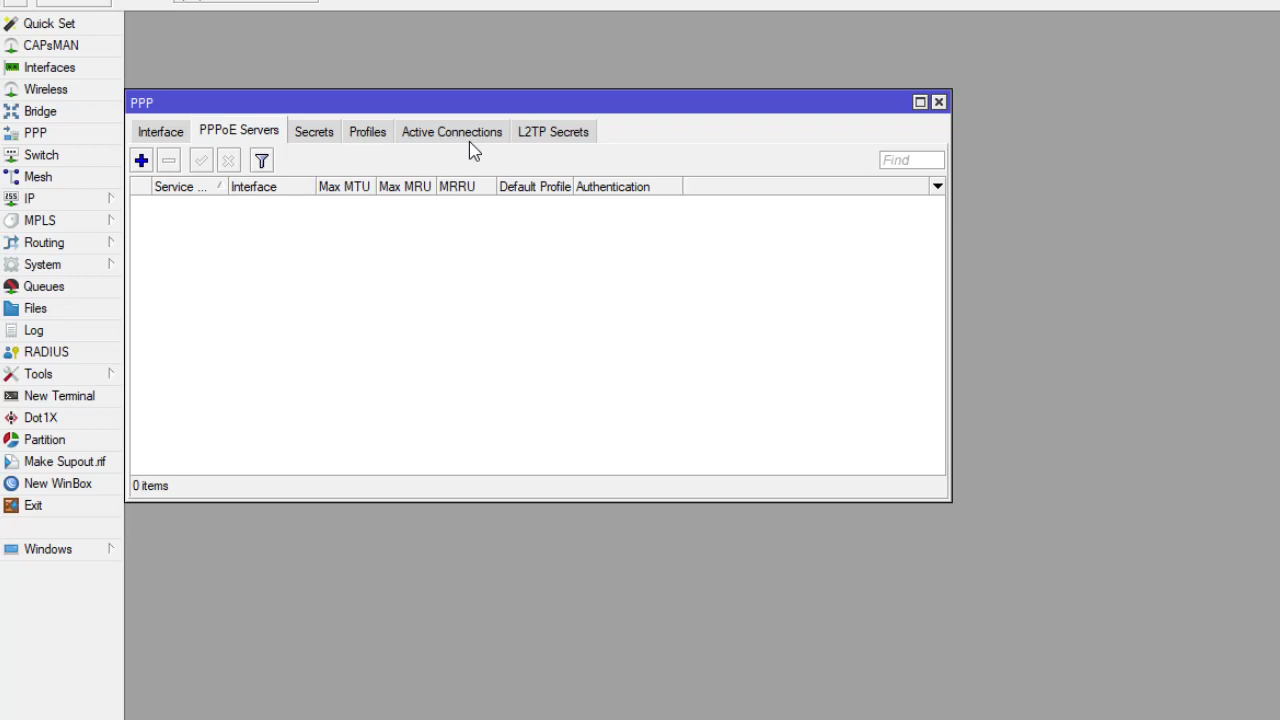 Quick Set
CAPsMAN
Interfaces
Wireless
Bridge
PPP
Switch
Mesh
IP
MPLS
Routing
System
Queues
Files
Log
RADIUS
Tools
New Terminal
Dot1X
Partition
Make Supout.rif
New WinBox
Exit
Windows
PPP
Interface PPPoE Servers Secrets Profiles Active Connections L2TP Secrets
Find
Service ... Interface Max MTU Max MRU MRRU Default Profile Authentication
0 items